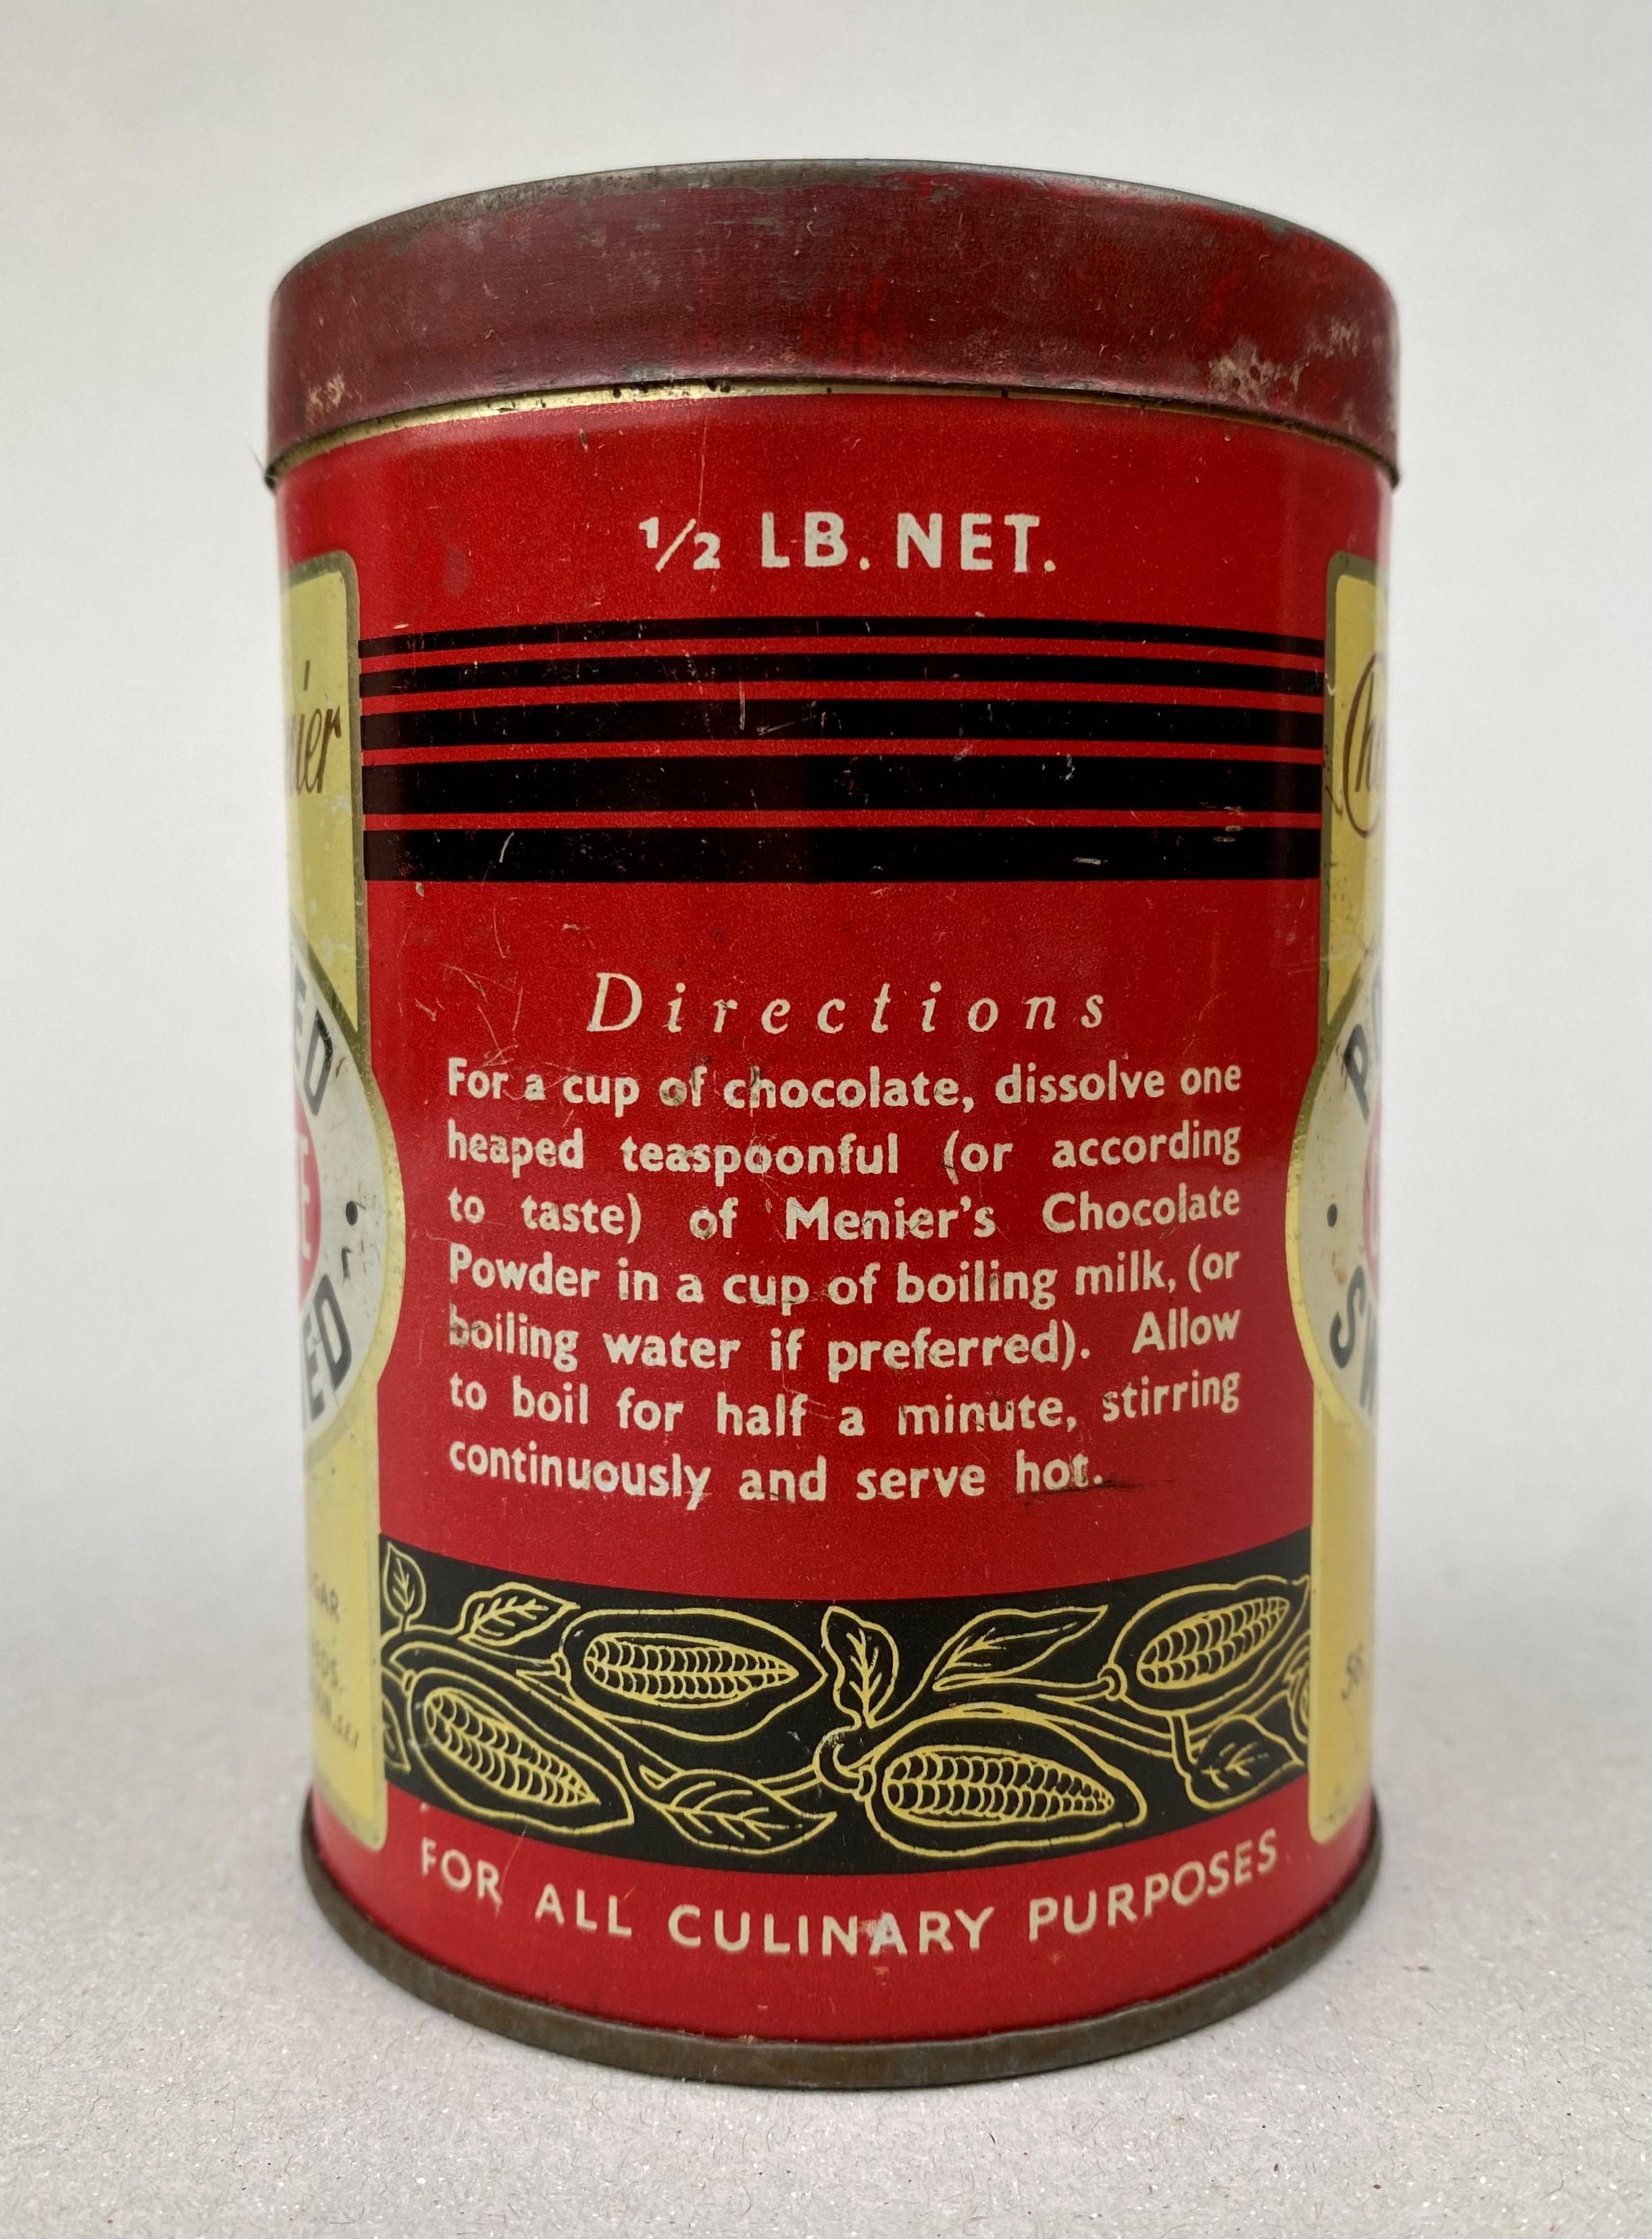 ½ LB. NET.
Directions
For a cup of chocolate, dissolve one
heaped teaspoonful (or according
to taste) of Menier's Chocolate
Powder in a cup of boiling milk, (or
boiling water if preferred). Allow
to boil for half a minute, stirring
continuously and serve hot.
FOR ALL CULINARY PURPOSES